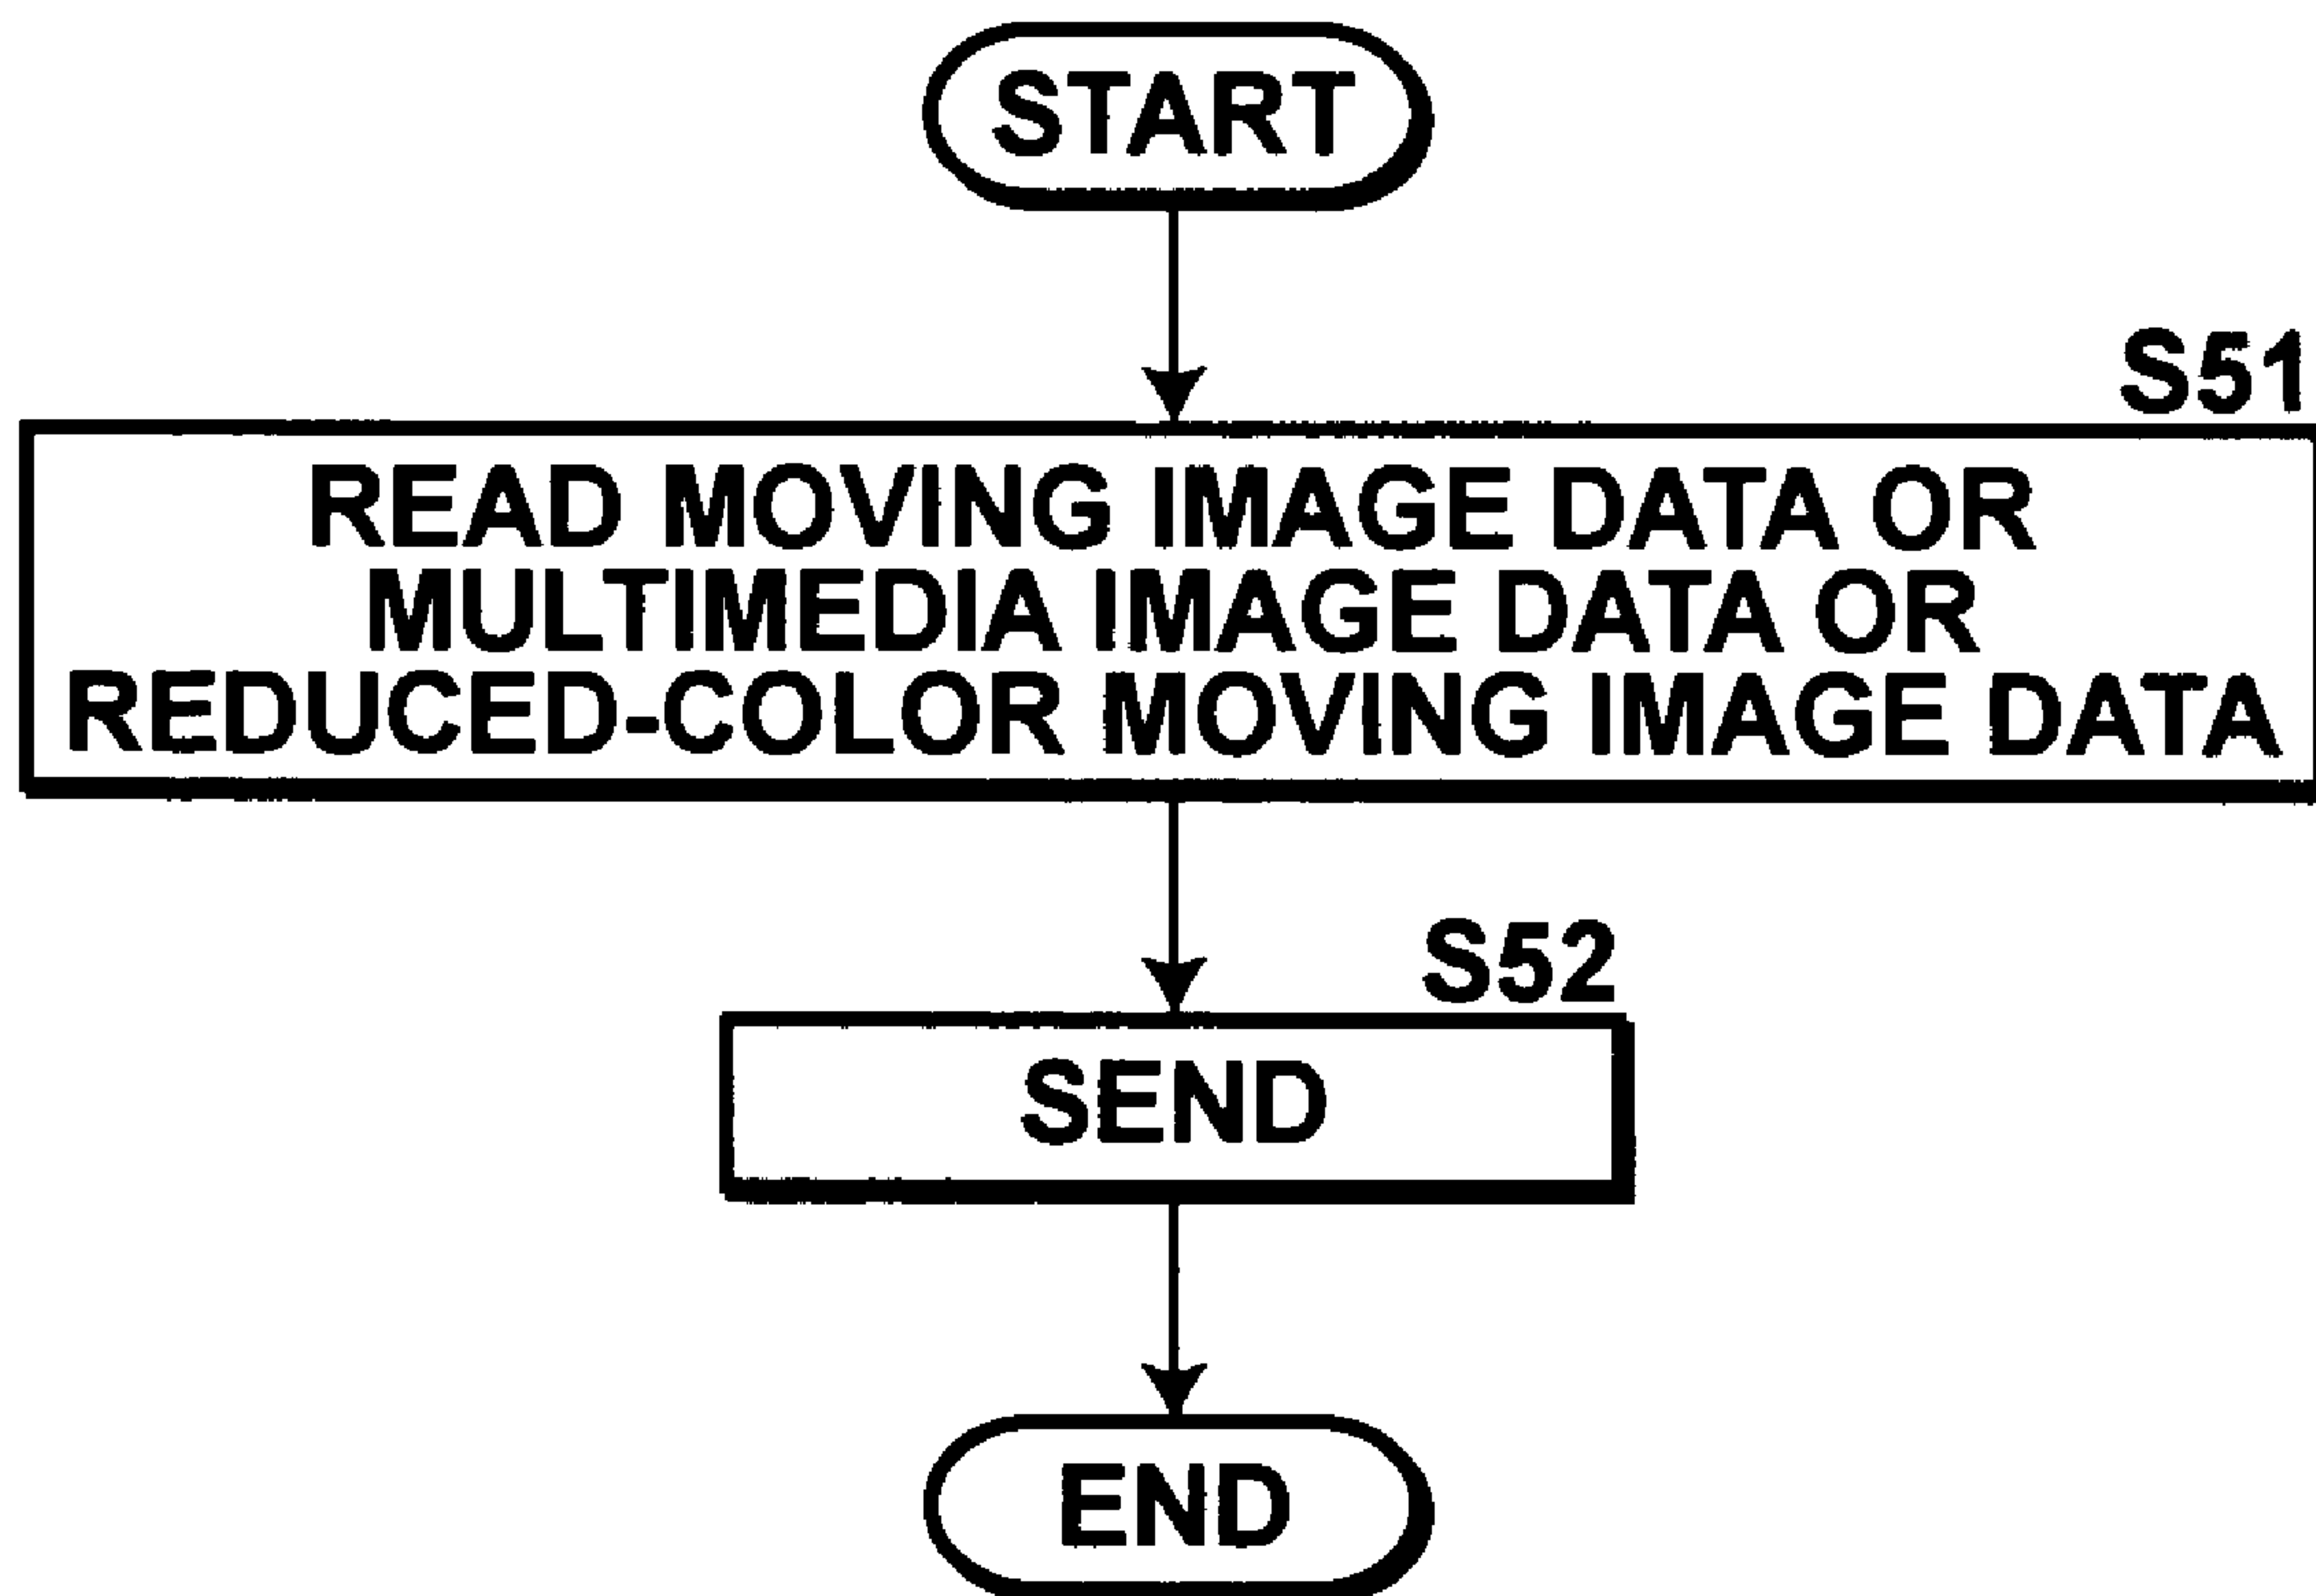 START
S51
READ MOVING IMAGE DATA OR
MULTIMEDIA IMAGE DATA OR
REDUCED-COLOR MOVING IMAGE DATA
S52
SEND
END